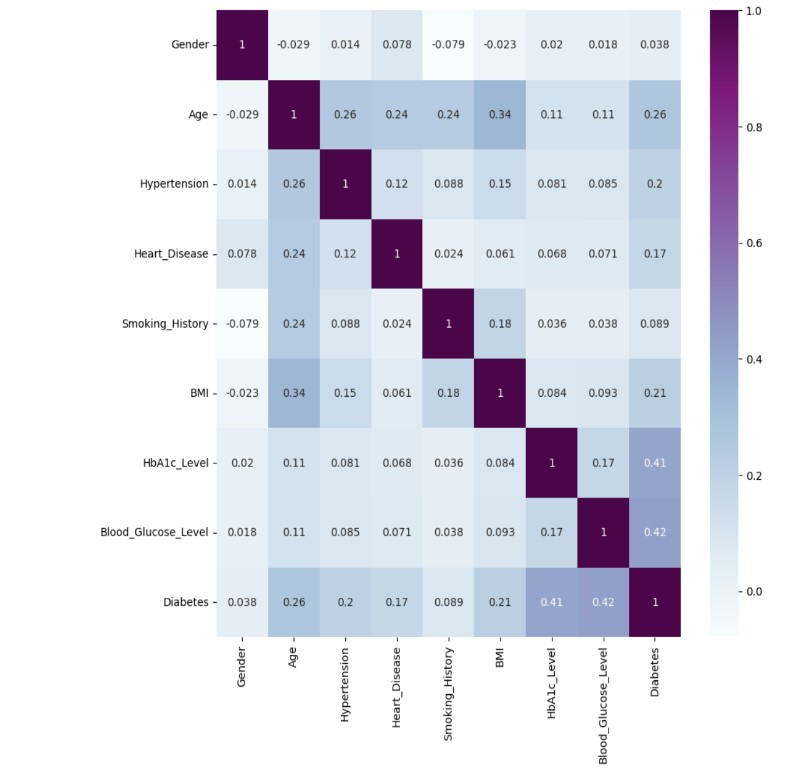 Gender 1 -0.029 0.014 0.078 -0.079 -0.023 0.02 0.018 0.038
Age -0.029 1 0.26 0.24 0.24 0.34 0.11 0.11 0.26
Hypertension 0.014 0.26 1 0.12 0.088 0.15 0.081 0.085 0.2
Heart_Disease 0.078 0.24 0.12 1 0.024 0.061 0.068 0.071 0.17
Smoking_History -0.079 0.24 0.088 0.024 1 0.18 0.036 0.038 0.089
BMI -0.023 0.34 0.15 0.061 0.18 1 0.084 0.093 0.21
HbA1c_Level 0.02 0.11 0.081 0.068 0.036 0.084 1 0.17 0.41
Blood_Glucose_Level 0.018 0.11 0.085 0.071 0.038 0.093 0.17 1 0.42
Diabetes 0.038 0.26 0.2 0.17 0.089 0.21 0.41 0.42 1
Gender
Age
Hypertension
Heart_Disease
Smoking_History
BMI
HbA1c_Level
Blood_Glucose_Level
Diabetes
1.0
0.8
0.6
0.4
0.2
0.0